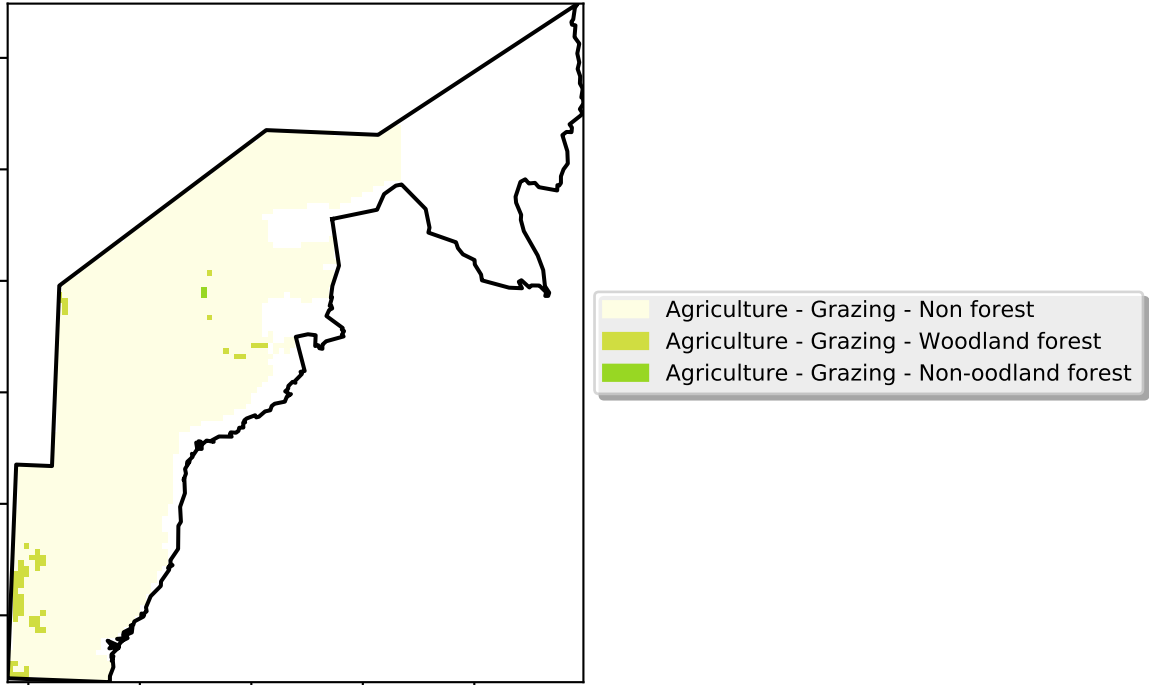 Agriculture - Grazing - Non forest
Agriculture - Grazing - Woodland forest
Agriculture - Grazing - Non-oodland forest